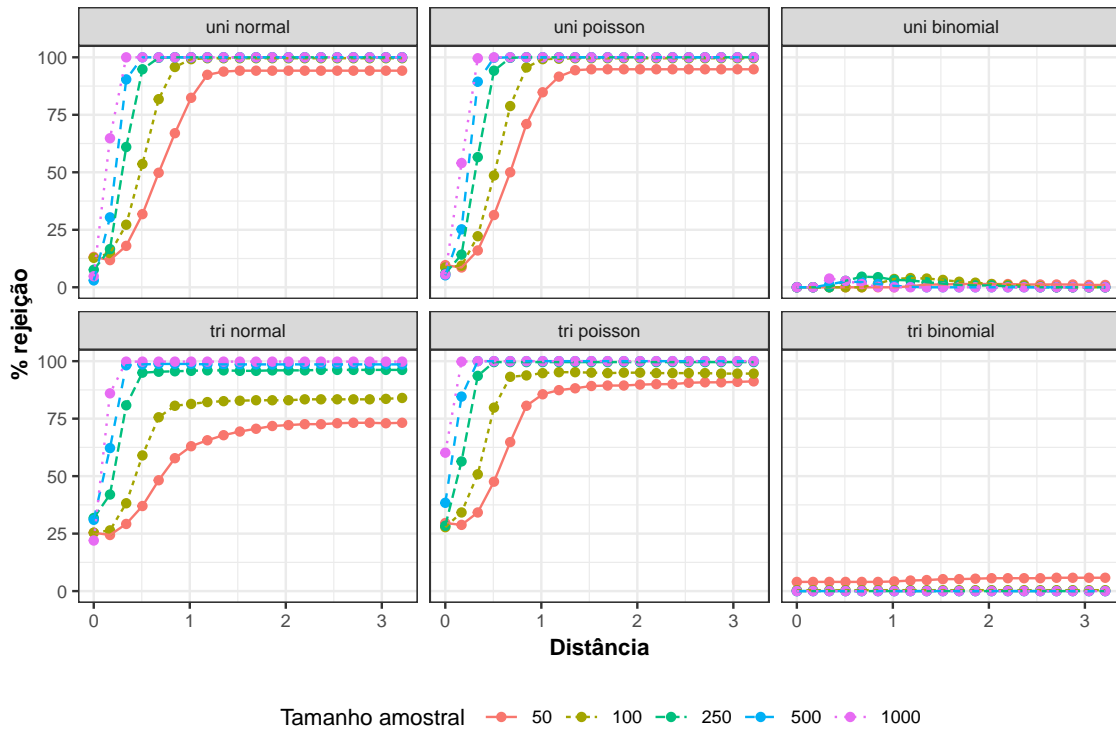 uni normal uni poisson uni binomial
100
75
50
25
0
% rejeição
tri normal tri poisson tri binomial
100
75
50
25
0
0 1 2 3 0 1 2 3 0 1 2 3
Distância
Tamanho amostral 50 100 250 500 1000